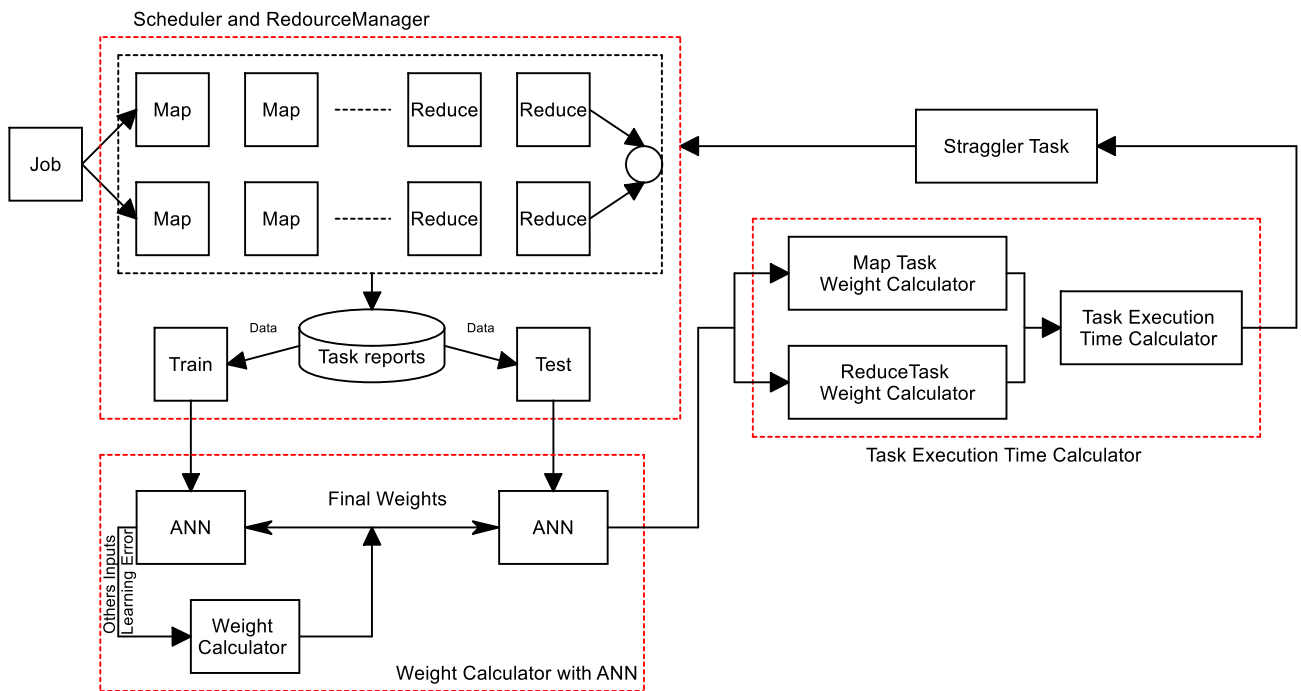 Scheduler and RedourceManager
Map
Map
Reduce
Reduce
Job
Straggler Task
Map
Map
Reduce
Reduce
Map Task
Weight Calculator
Data
Data
Train
Task reports
Test
Task Execution
Time Calculator
ReduceTask
Weight Calculator
Task Execution Time Calculator
Final Weights
ANN
ANN
Others Inputs
Learning Error
Weight
Calculator
Weight Calculator with ANN